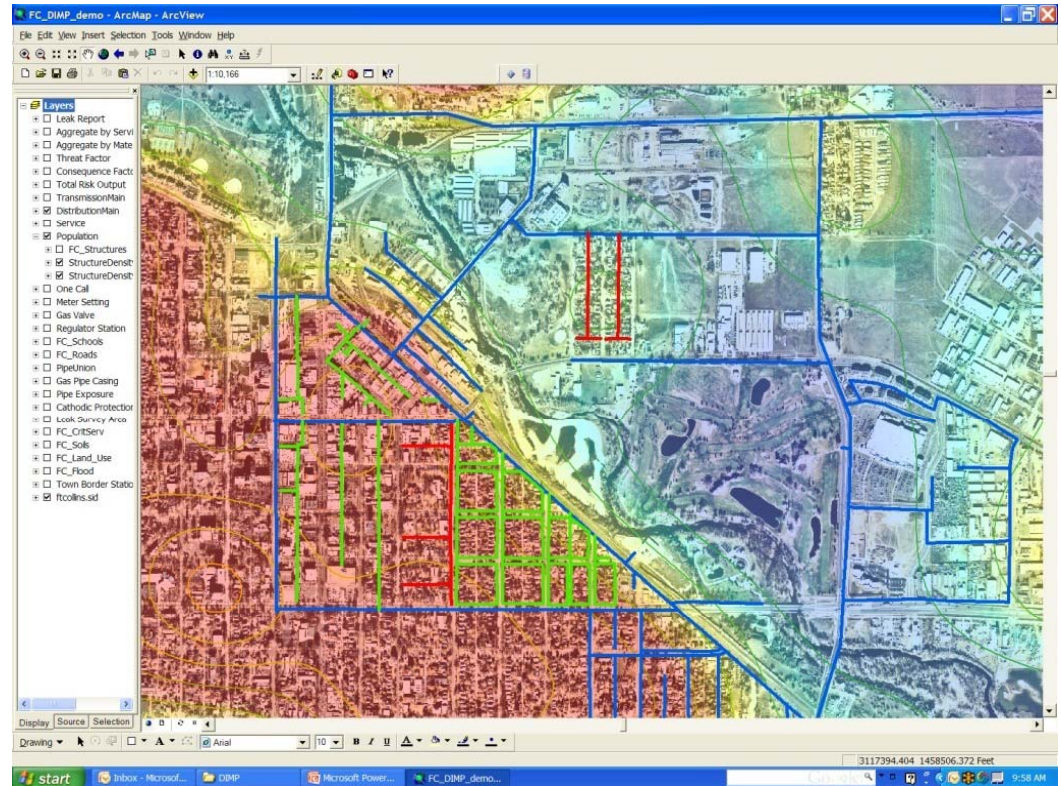 FC_DIMP_demo - ArcMap - ArcView
File Edit View Insert Selection Tools Window Help
1:10,166
Layers
Leak Report
Aggregate by Servi
Aggregate by Mate
Threat Factor
Consequence Facto
Total Risk Output
TransmissionMain
DistributionMain
Service
Population
FC_Structures
StructureDensit
StructureDensit
One Call
Meter Setting
Gas Valve
Regulator Station
FC_Schools
FC_Roads
PipeUnion
Gas Pipe Casing
Pipe Exposure
Cathodic Protection
Leak Survey Area
FC_CritServ
FC_Soils
FC_Land_Use
FC_Flood
Town Border Statio
ftcollins.sid
Display Source Selection
Drawing A Arial 10 B I U A
3117394.404 1458506.372 Feet
start Inbox - Microsof... DIMP Microsoft Power... FC_DIMP_demo... 9:58 AM